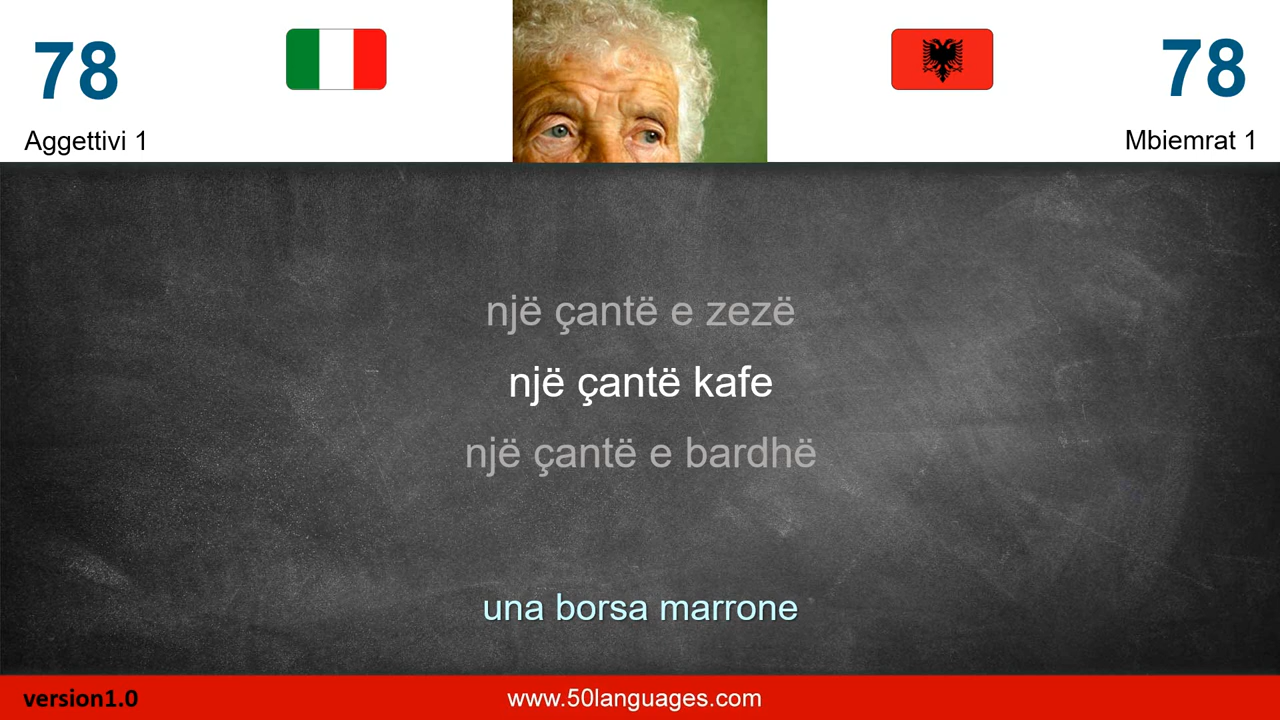 78
78
Aggettivi 1
Mbiemrat 1
një çantë e zezë
një çantë kafe
një çantë e bardhë
una borsa marrone
version1.0
www.50languages.com